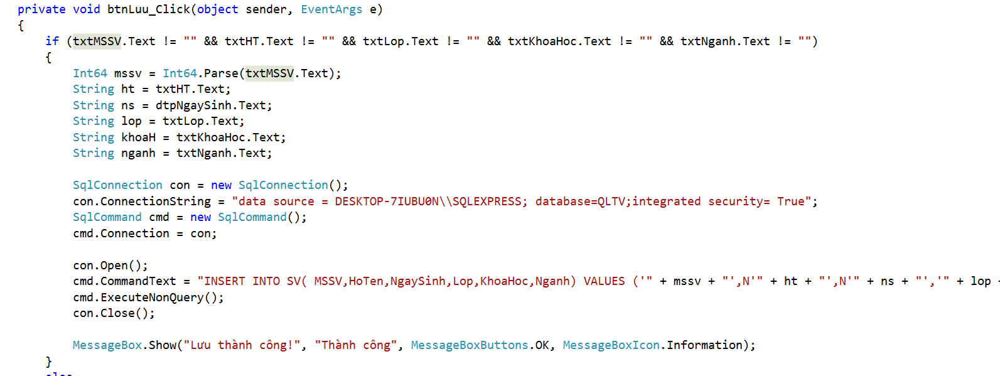 private void btnLuu_Click(object sender, EventArgs e)
{
if (txtMSSV.Text != "" && txtHT.Text != "" && txtLop.Text != "" && txtKhoaHoc.Text != "" && txtNganh.Text != "")
{
Int64 mssv = Int64.Parse(txtMSSV.Text);
String ht = txtHT.Text;
String ns = dtpNgaySinh.Text;
String lop = txtLop.Text;
String khoaH = txtKhoaHoc.Text;
String nganh = txtNganh.Text;
SqlConnection con = new SqlConnection();
con.ConnectionString = "data source = DESKTOP-7IUBU0N\\SQLEXPRESS; database=QLTV;integrated security= True";
SqlCommand cmd = new SqlCommand();
cmd.Connection = con;
con.Open();
cmd.CommandText = "INSERT INTO SV( MSSV,HoTen,NgaySinh,Lop,KhoaHoc,Nganh) VALUES ('" + mssv + "',N'" + ht + "',N'" + ns + "','" + lop
cmd.ExecuteNonQuery();
con.Close();
MessageBox.Show("Lưu thành công!", "Thành công", MessageBoxButtons.OK, MessageBoxIcon.Information);
}